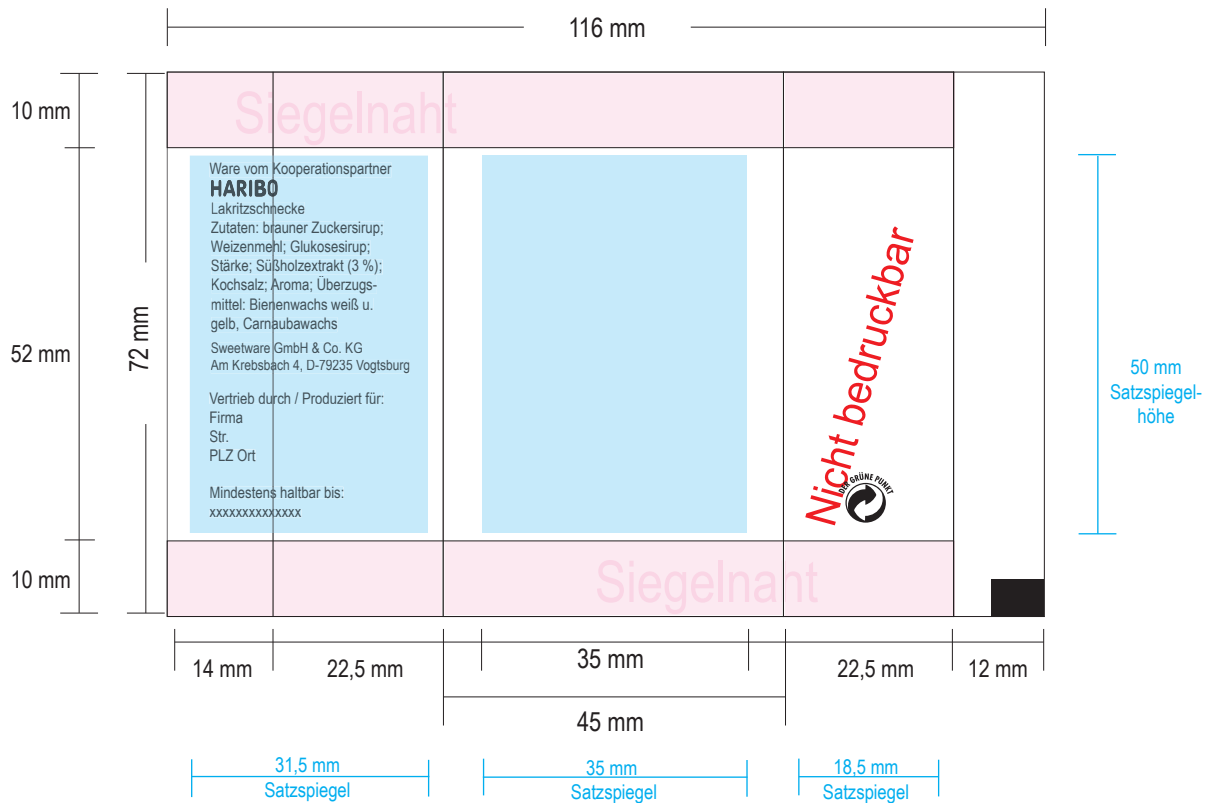 116 mm
10 mm
Siegelnaht
Ware vom Kooperationspartner
HARIBO
Lakritzschnecke
Zutaten: brauner Zuckersirup;
Weizenmehl; Glukosesirup;
Stärke; Süßholzextrakt (3 %);
Kochsalz; Aroma; Überzugs-
mittel: Bienenwachs weiß u.
gelb, Carnaubawachs
Sweetware GmbH & Co. KG
Am Krebsbach 4, D-79235 Vogtsburg
Vertrieb durch / Produziert für:
Firma
Str.
PLZ Ort
Mindestens haltbar bis:
xxxxxxxxxxxxxx
Nicht bedruckbar
DER GRÜNE PUNKT
52 mm
72 mm
50 mm
Satzspiegel-
höhe
10 mm
Siegelnaht
14 mm
22,5 mm
35 mm
22,5 mm
12 mm
45 mm
31,5 mm
Satzspiegel
35 mm
Satzspiegel
18,5 mm
Satzspiegel